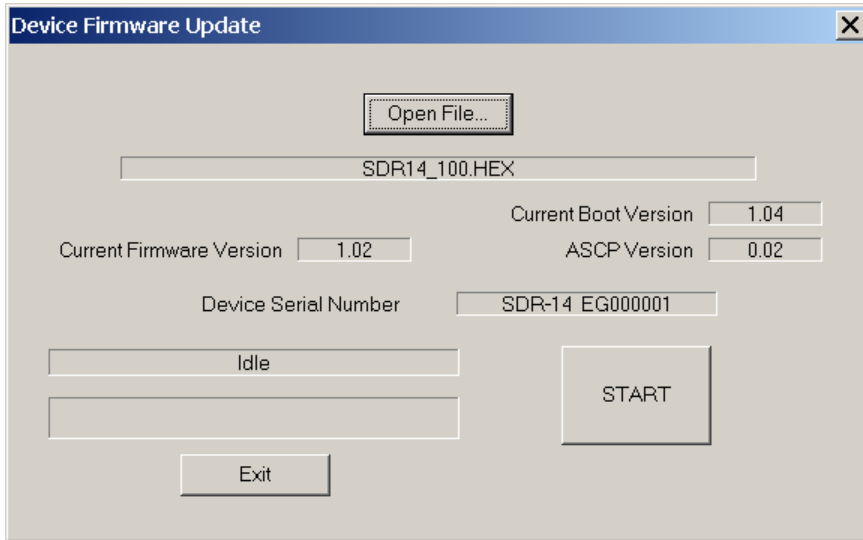 Device Firmware Update
Open File...
SDR14_100.HEX
Current Boot Version 1.04
Current Firmware Version 1.02 ASCP Version 0.02
Device Serial Number SDR-14 EG000001
Idle
START
Exit